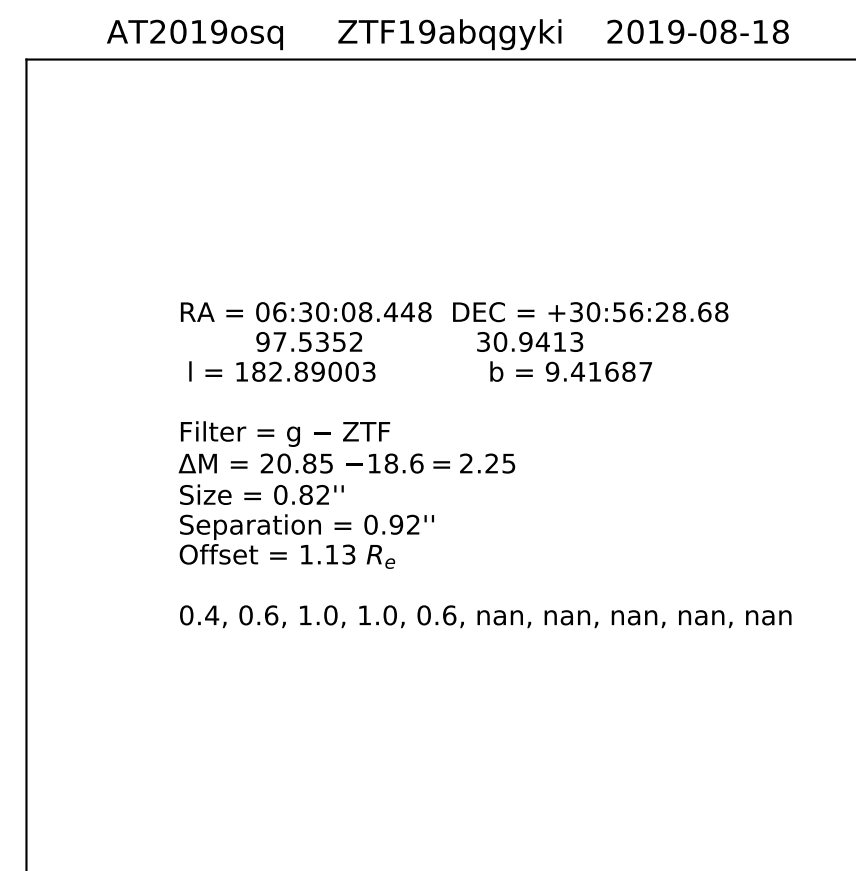 AT2019osq ZTF19abqgyki 2019-08-18
RA = 06:30:08.448 DEC = +30:56:28.68
97.5352 30.9413
l = 182.89003 b = 9.41687
Filter = g − ZTF
ΔM = 20.85 −18.6 = 2.25
Size = 0.82''
Separation = 0.92''
Offset = 1.13 Re
0.4, 0.6, 1.0, 1.0, 0.6, nan, nan, nan, nan, nan